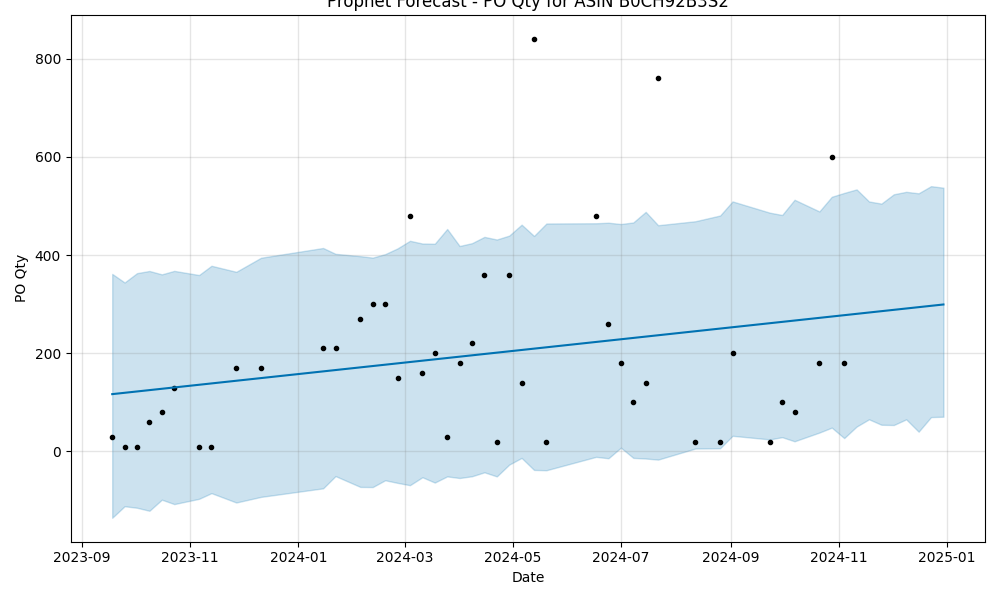 Prophet Forecast - PO Qty for ASIN B0CH92B3S2
800
600
400
200
0
PO Qty
2023-09 2023-11 2024-01 2024-03 2024-05 2024-07 2024-09 2024-11 2025-01
Date